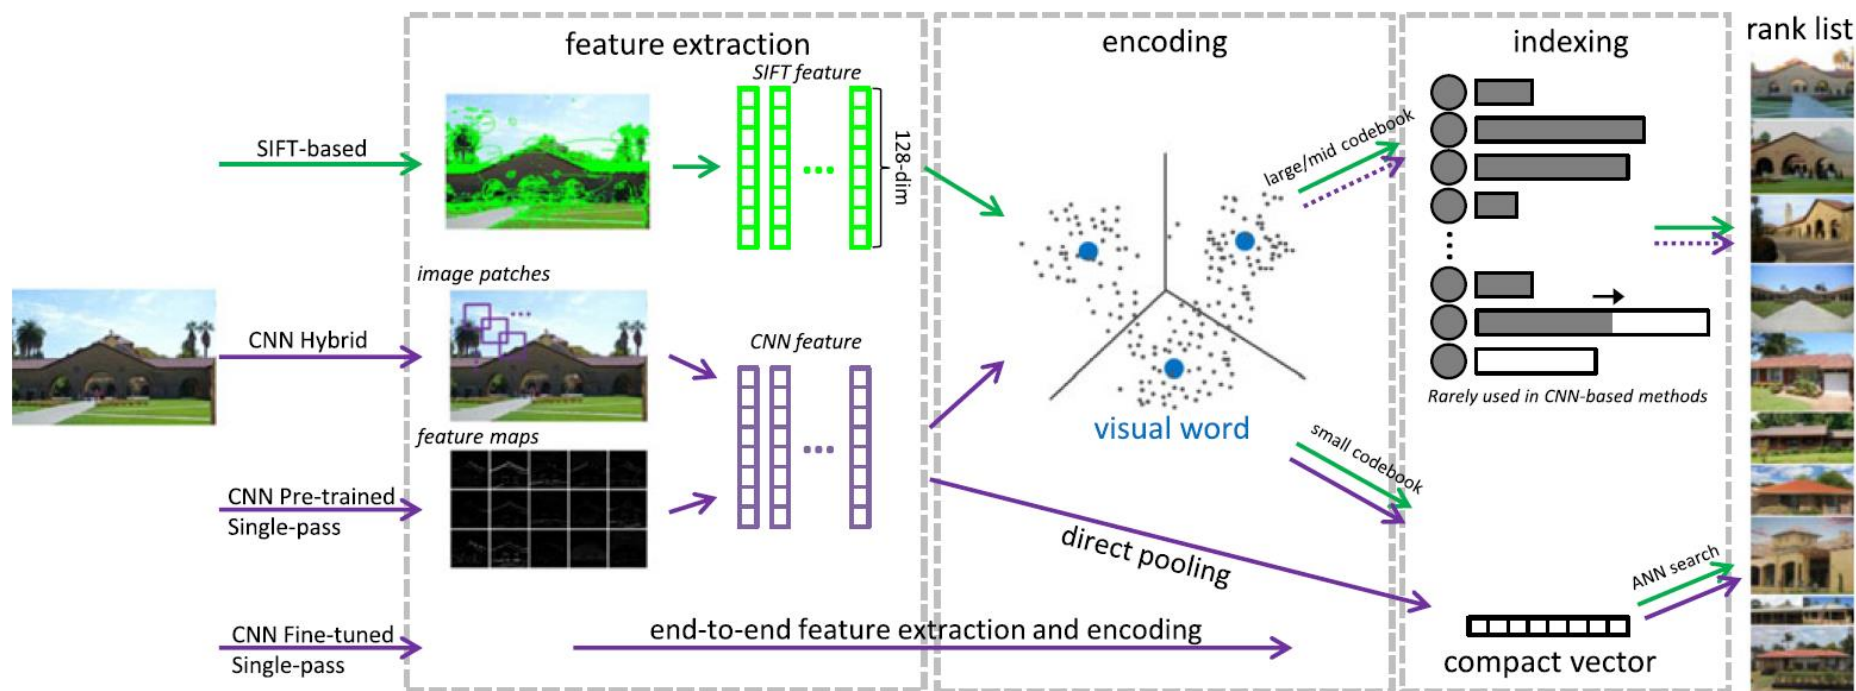 feature extraction
encoding
indexing
rank list
SIFT feature
SIFT-based
128-dim
large/mid codebook
image patches
CNN Hybrid
CNN feature
Rarely used in CNN-based methods
visual word
feature maps
small codebook
CNN Pre-trained
Single-pass
direct pooling
ANN search
CNN Fine-tuned
Single-pass
end-to-end feature extraction and encoding
compact vector